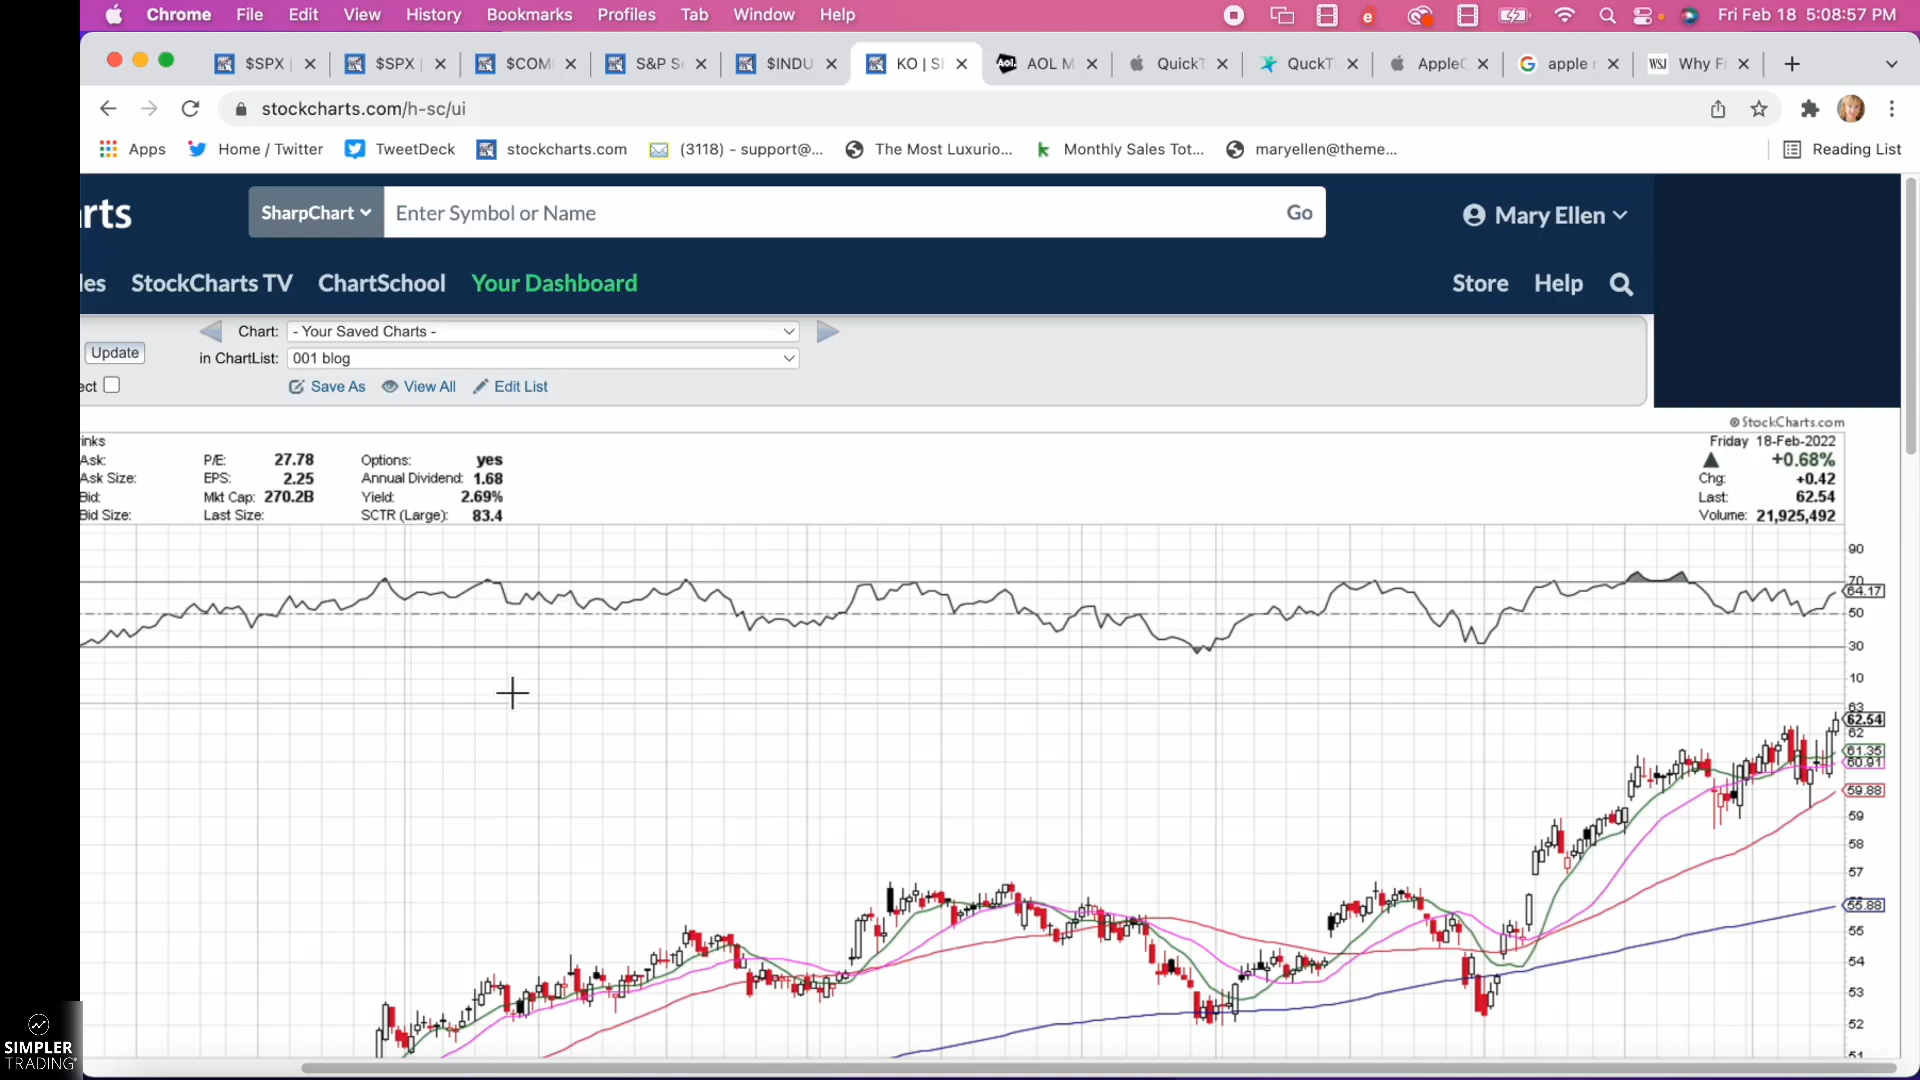 Chrome File Edit View History Bookmarks Profiles Tab Window Help Fri Feb 18 5:08:57 PM
$SPX | $SPX | $COM S&P S $INDU KO | S AOL M QuickT QuckT Apple apple WSJ Why F
stockcharts.com/h-sc/ui
Apps Home / Twitter TweetDeck stockcharts.com (3118) - support@... The Most Luxurio... Monthly Sales Tot... maryellen@theme... Reading List
rts SharpChart Enter Symbol or Name Go Mary Ellen
les StockCharts TV ChartSchool Your Dashboard Store Help
Chart: - Your Saved Charts -
Update in ChartList: 001 blog
ect Save As View All Edit List
©StockCharts.com
inks Friday 18-Feb-2022
Ask: P/E: 27.78 Options: yes +0.68%
Ask Size: EPS: 2.25 Annual Dividend: 1.68 Chg: +0.42
Bid: Mkt Cap: 270.2B Yield: 2.69% Last: 62.54
Bid Size: Last Size: SCTR (Large): 83.4 Volume: 21,925,492
90
70
64.17
50
30
10
63
62.54
62
61.35
60.91
59.88
59
58
57
55.88
55
54
53
52
51
SIMPLER
TRADING